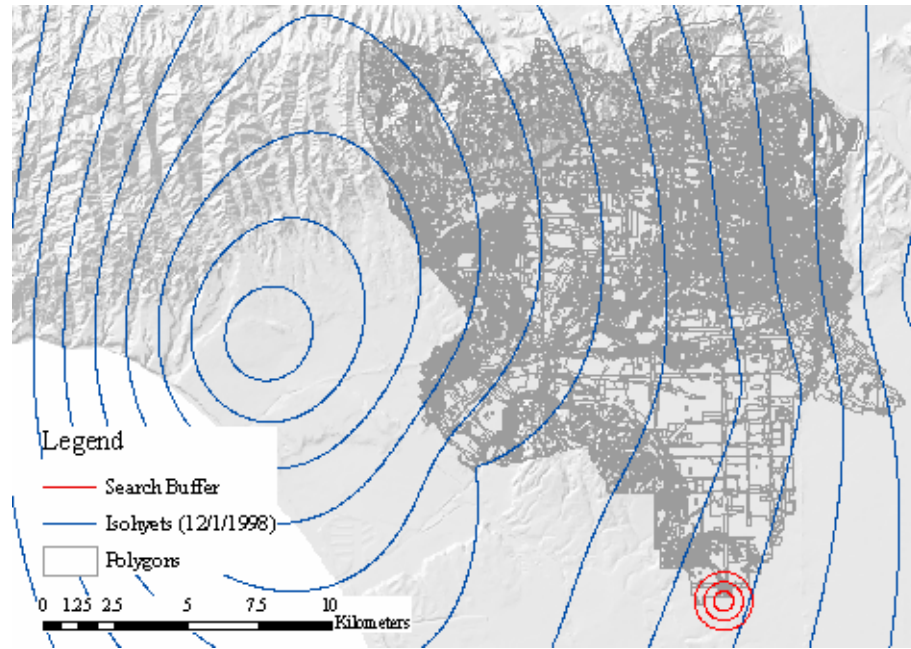 Legend
Search Buffer
Isohyets (12/1/1998)
Polygons
0 1.25 2.5 5 7.5 10
Kilometers